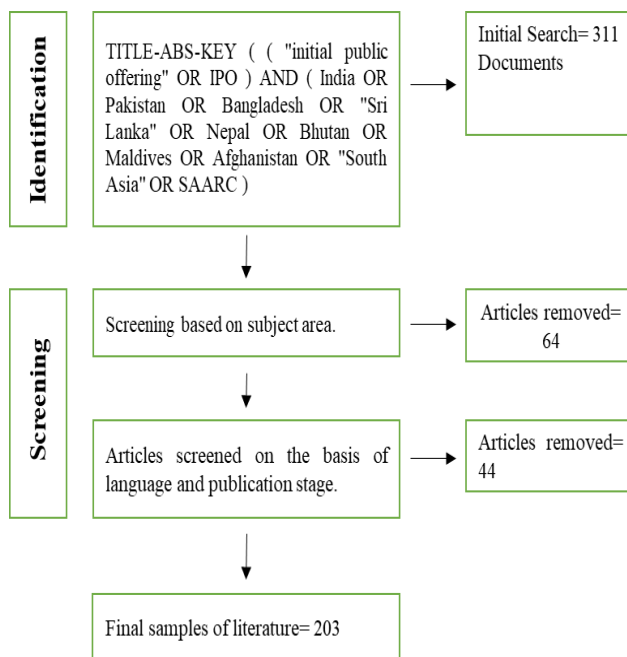 Identification
TITLE-ABS-KEY ( ( "initial public
offering" OR IPO ) AND ( India OR
Pakistan OR Bangladesh OR "Sri
Lanka" OR Nepal OR Bhutan OR
Maldives OR Afghanistan OR "South
Asia" OR SAARC )
Initial Search= 311
Documents
Screening
Screening based on subject area.
Articles removed=
64
Articles screened on the basis of
language and publication stage.
Articles removed=
44
Final samples of literature= 203